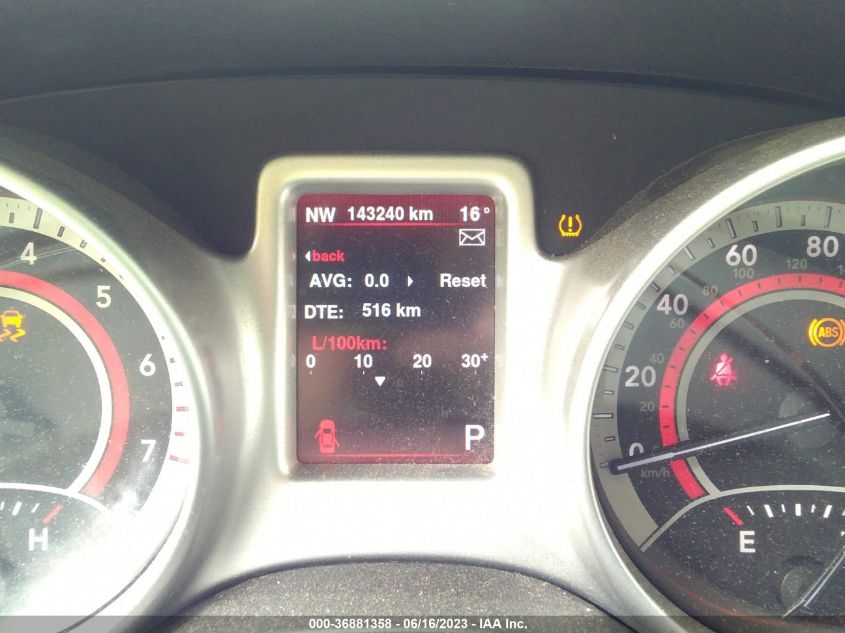 NW 143240 km 16°
back
AVG: 0.0 Reset
DTE: 516 km
L/100km:
0 10 20 30+
P
4
5
6
7
H
0
20
40
60
80
20
40
60
80
100
120
km/h
ABS
E
000-36881358 - 06/16/2023 - IAA Inc.